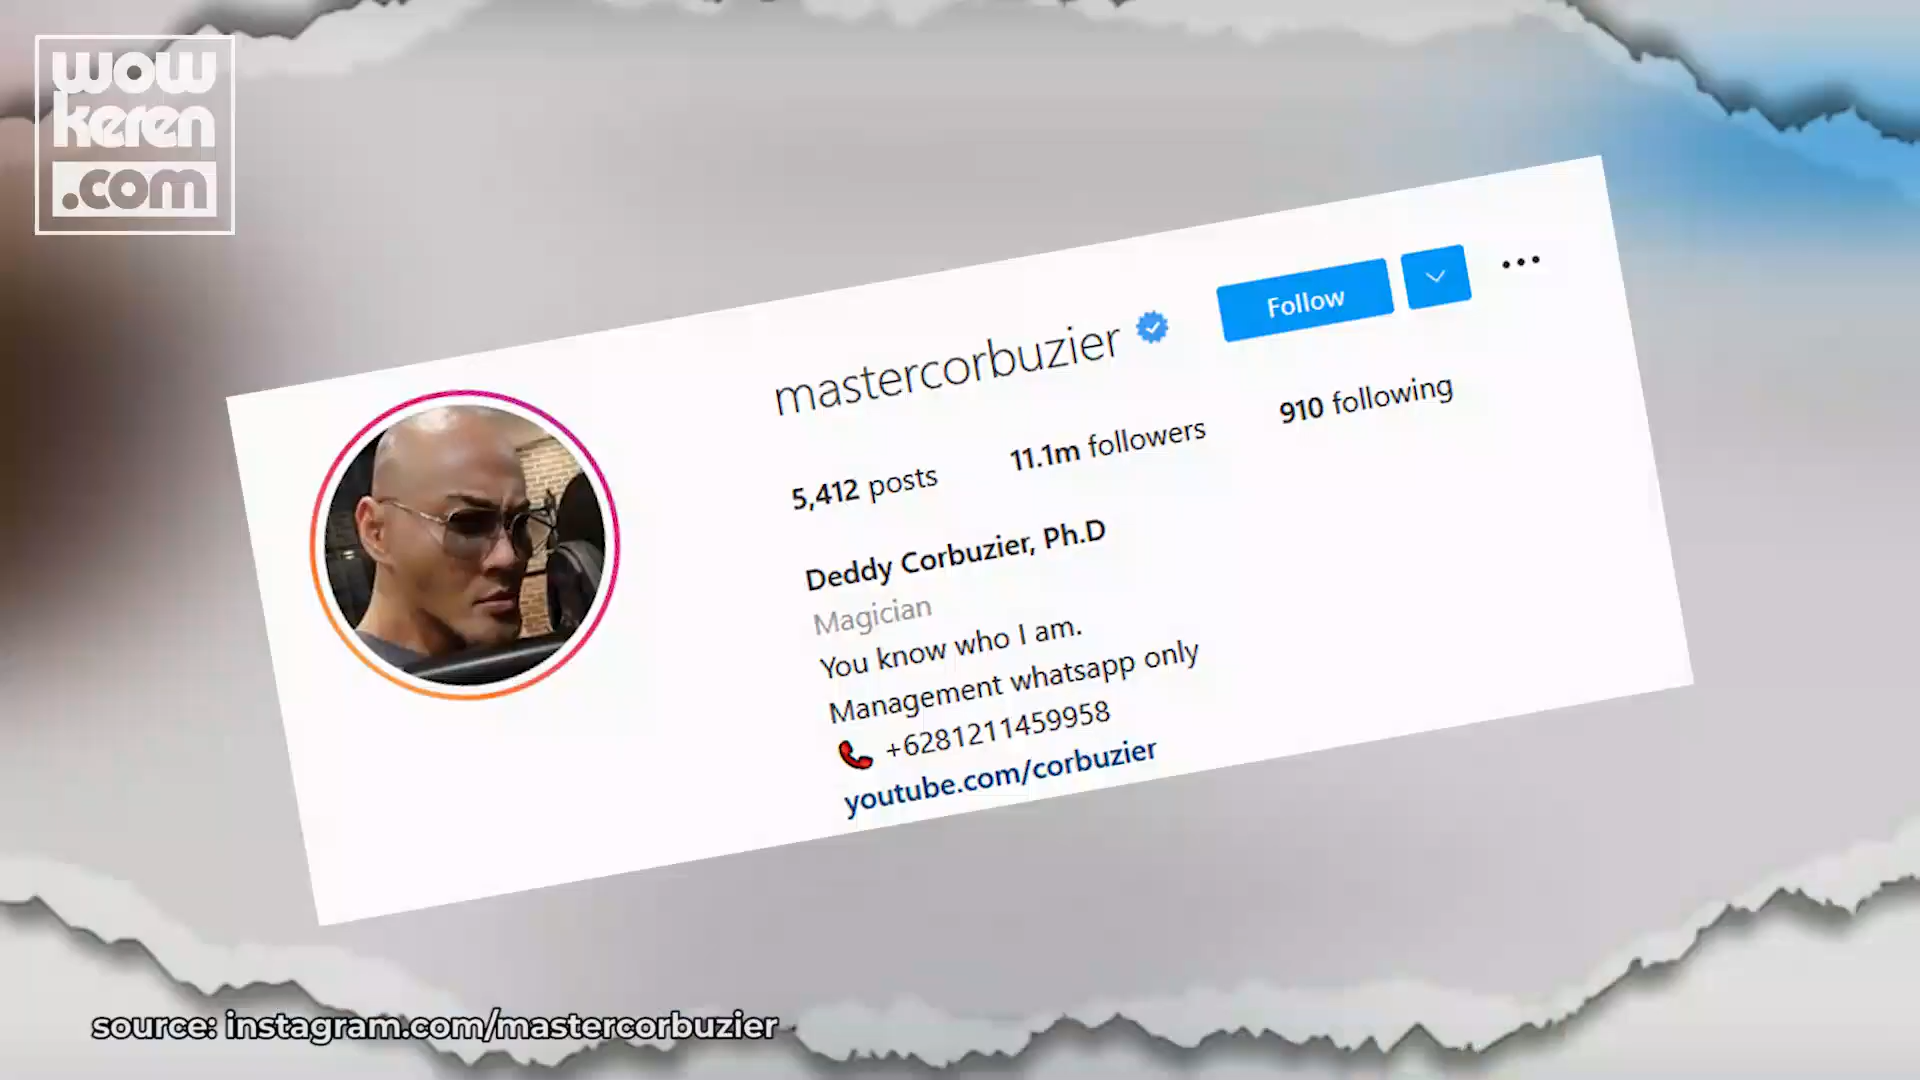 wow
keren
.com
mastercorbuzier
Follow
5,412 posts 11.1m followers 910 following
Deddy Corbuzier, Ph.D
Magician
You know who I am.
Management whatsapp only
+6281211459958
youtube.com/corbuzier
source: instagram.com/mastercorbuzier